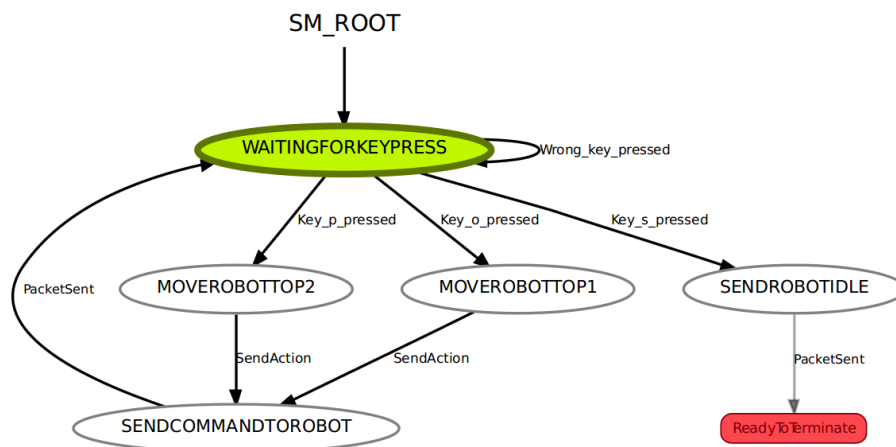 SM_ROOT
WAITINGFORKEYPRESS
Wrong_key_pressed
Key_p_pressed
Key_o_pressed
Key_s_pressed
PacketSent
MOVEROBOTTOP2
MOVEROBOTTOP1
SENDROBOTIDLE
SendAction
SendAction
PacketSent
SENDCOMMANDTOROBOT
ReadyToTerminate